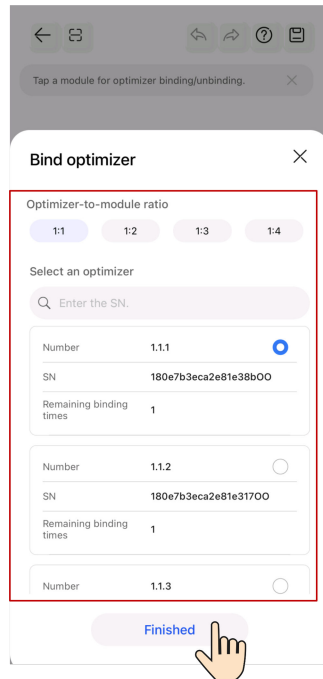 Tap a module for optimizer binding/unbinding.
Bind optimizer
Optimizer-to-module ratio
1:1 1:2 1:3 1:4
Select an optimizer
Enter the SN.
Number 1.1.1
SN 180e7b3eca2e81e38bOO
Remaining binding
times 1
Number 1.1.2
SN 180e7b3eca2e81e317OO
Remaining binding
times 1
Number 1.1.3
Finished